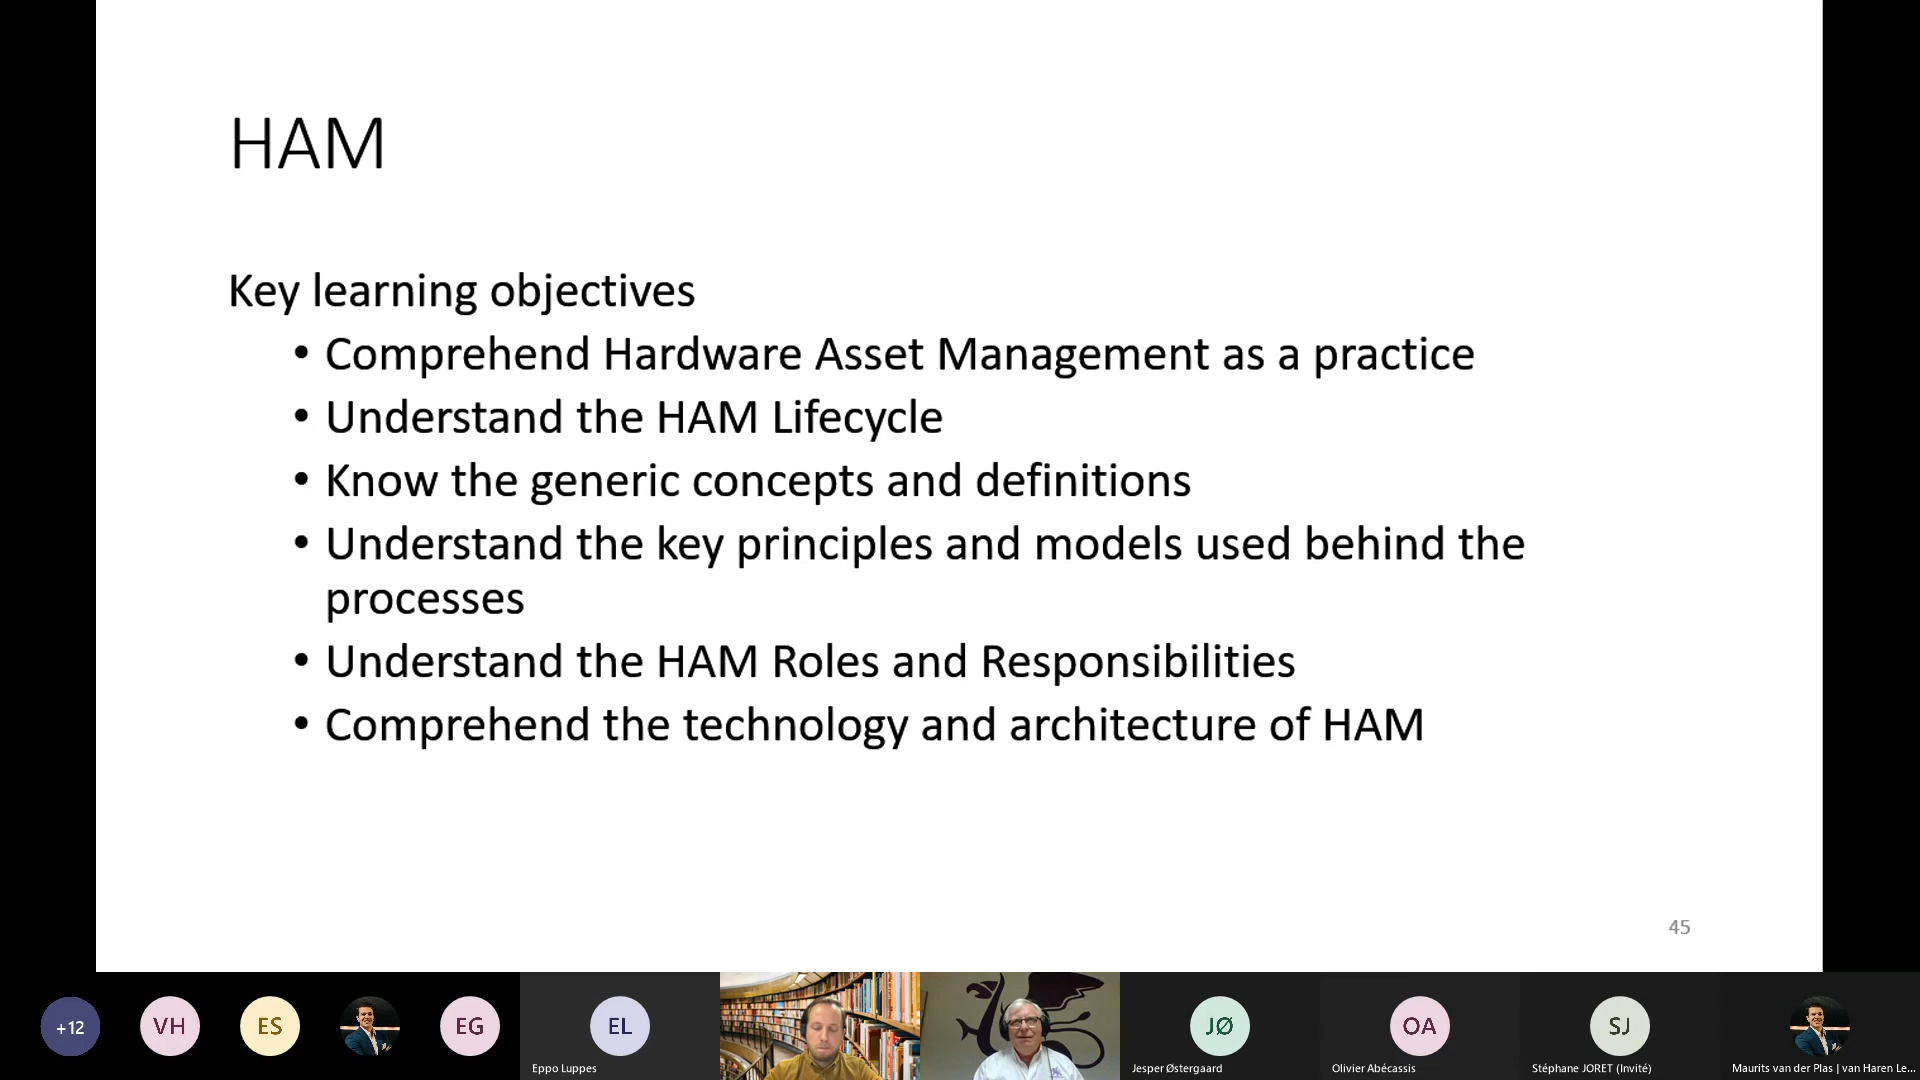 HAM
Key learning objectives
• Comprehend Hardware Asset Management as a practice
• Understand the HAM Lifecycle
• Know the generic concepts and definitions
• Understand the key principles and models used behind the
processes
• Understand the HAM Roles and Responsibilities
• Comprehend the technology and architecture of HAM
45
+12
VH
ES
EG
EL
JØ
OA
SJ
Eppo Luppes
Jesper Østergaard
Olivier Abécassis
Stéphane JORET (Invité)
Maurits van der Plas | van Haren Le...